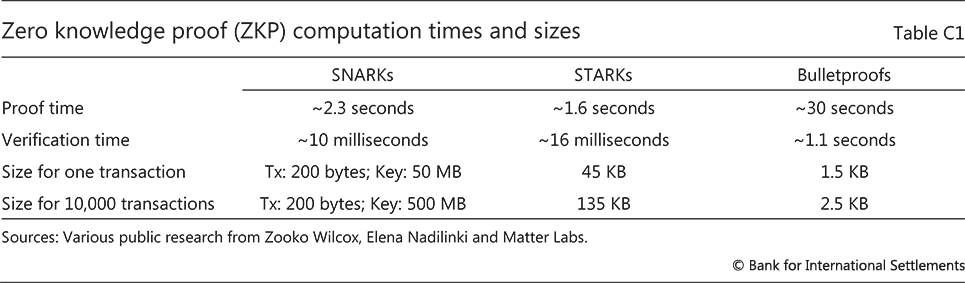 Zero knowledge proof (ZKP) computation times and sizes Table C1
SNARKs STARKs Bulletproofs
Proof time ~2.3 seconds ~1.6 seconds ~30 seconds
Verification time ~10 milliseconds ~16 milliseconds ~1.1 seconds
Size for one transaction Tx: 200 bytes; Key: 50 MB 45 KB 1.5 KB
Size for 10,000 transactions Tx: 200 bytes; Key: 500 MB 135 KB 2.5 KB
Sources: Various public research from Zooko Wilcox, Elena Nadilinki and Matter Labs.
© Bank for International Settlements